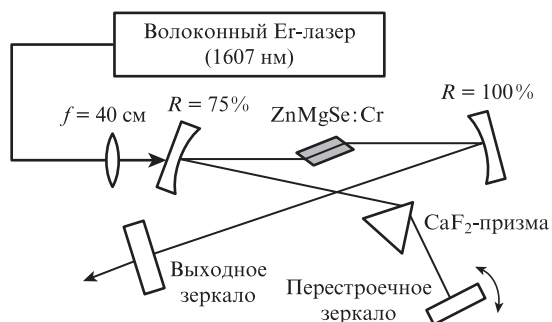 Волоконный Er-лазер
(1607 нм)
f = 40 см
R = 75%
ZnMgSe:Cr
R = 100%
CaF₂-призма
Выходное
зеркало
Перестроечное
зеркало